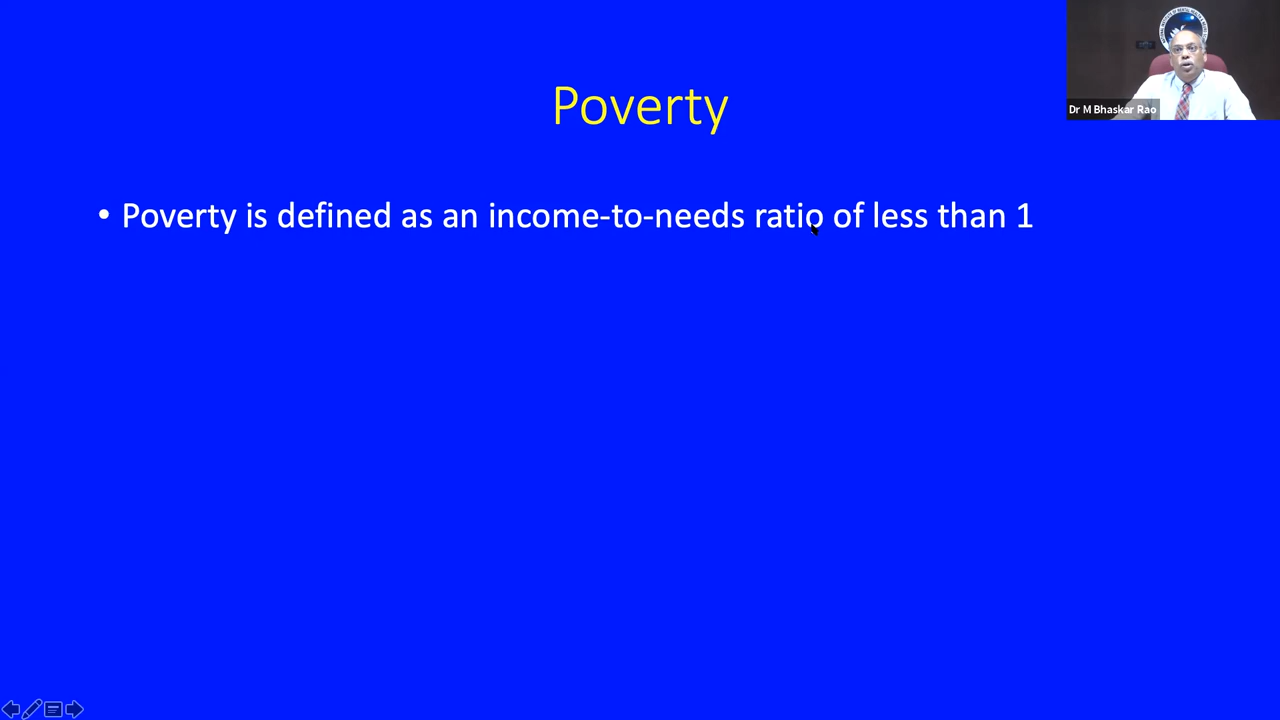 Poverty
• Poverty is defined as an income-to-needs ratio of less than 1
Dr M Bhaskar Rao